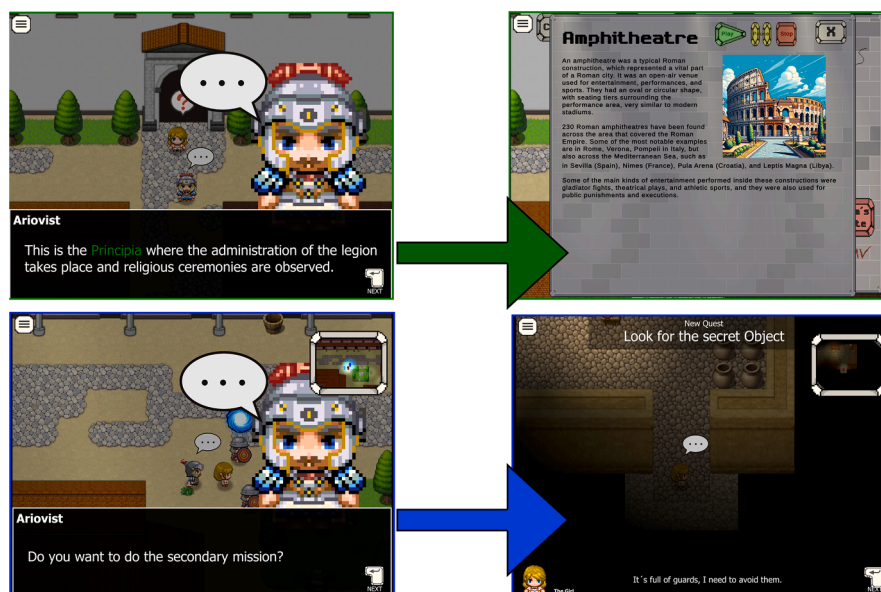 Ariovist
This is the Principia where the administration of the legion
takes place and religious ceremonies are observed.
NEXT
Amphitheatre
Play
Stop
X
An amphitheatre was a typical Roman
construction, which represented a vital part
of a Roman city. It was an open-air venue
used for entertainment, performances, and
sports. They had an oval or circular shape,
with seating tiers surrounding the
performance area, very similar to modern
stadiums.
230 Roman amphitheatres have been found
across the area that covered the Roman
Empire. Some of the most notable examples
are in Rome, Verona, Pompeii in Italy, but
also across the Mediterranean Sea, such as
in Sevilla (Spain), Nimes (France), Pula Arena (Croatia), and Leptis Magna (Libya).
Some of the main kinds of entertainment performed inside these constructions were
gladiator fights, theatrical plays, and athletic sports, and they were also used for
public punishments and executions.
Ariovist
Do you want to do the secondary mission?
NEXT
New Quest
Look for the secret Object
It´s full of guards, I need to avoid them.
The Girl
NEXT